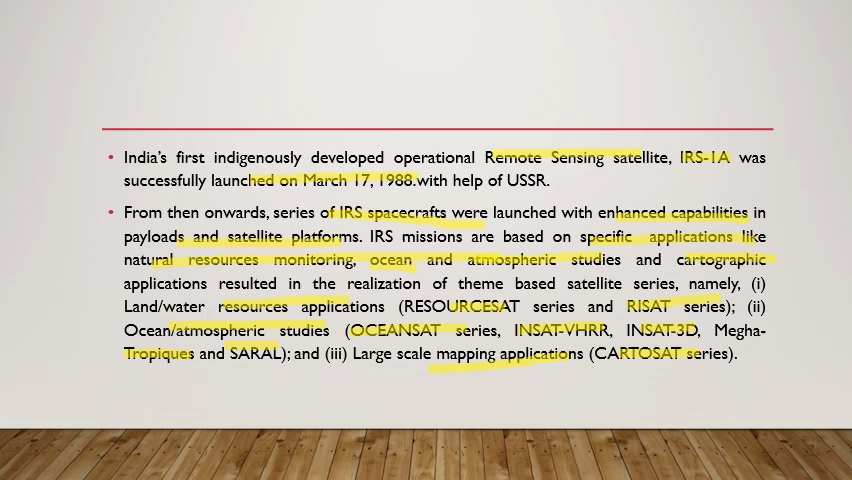 • India's first indigenously developed operational Remote Sensing satellite, IRS-1A was
successfully launched on March 17, 1988.with help of USSR.
• From then onwards, series of IRS spacecrafts were launched with enhanced capabilities in
payloads and satellite platforms. IRS missions are based on specific applications like
natural resources monitoring, ocean and atmospheric studies and cartographic
applications resulted in the realization of theme based satellite series, namely, (i)
Land/water resources applications (RESOURCESAT series and RISAT series); (ii)
Ocean/atmospheric studies (OCEANSAT series, INSAT-VHRR, INSAT-3D, Megha-
Tropiques and SARAL); and (iii) Large scale mapping applications (CARTOSAT series).